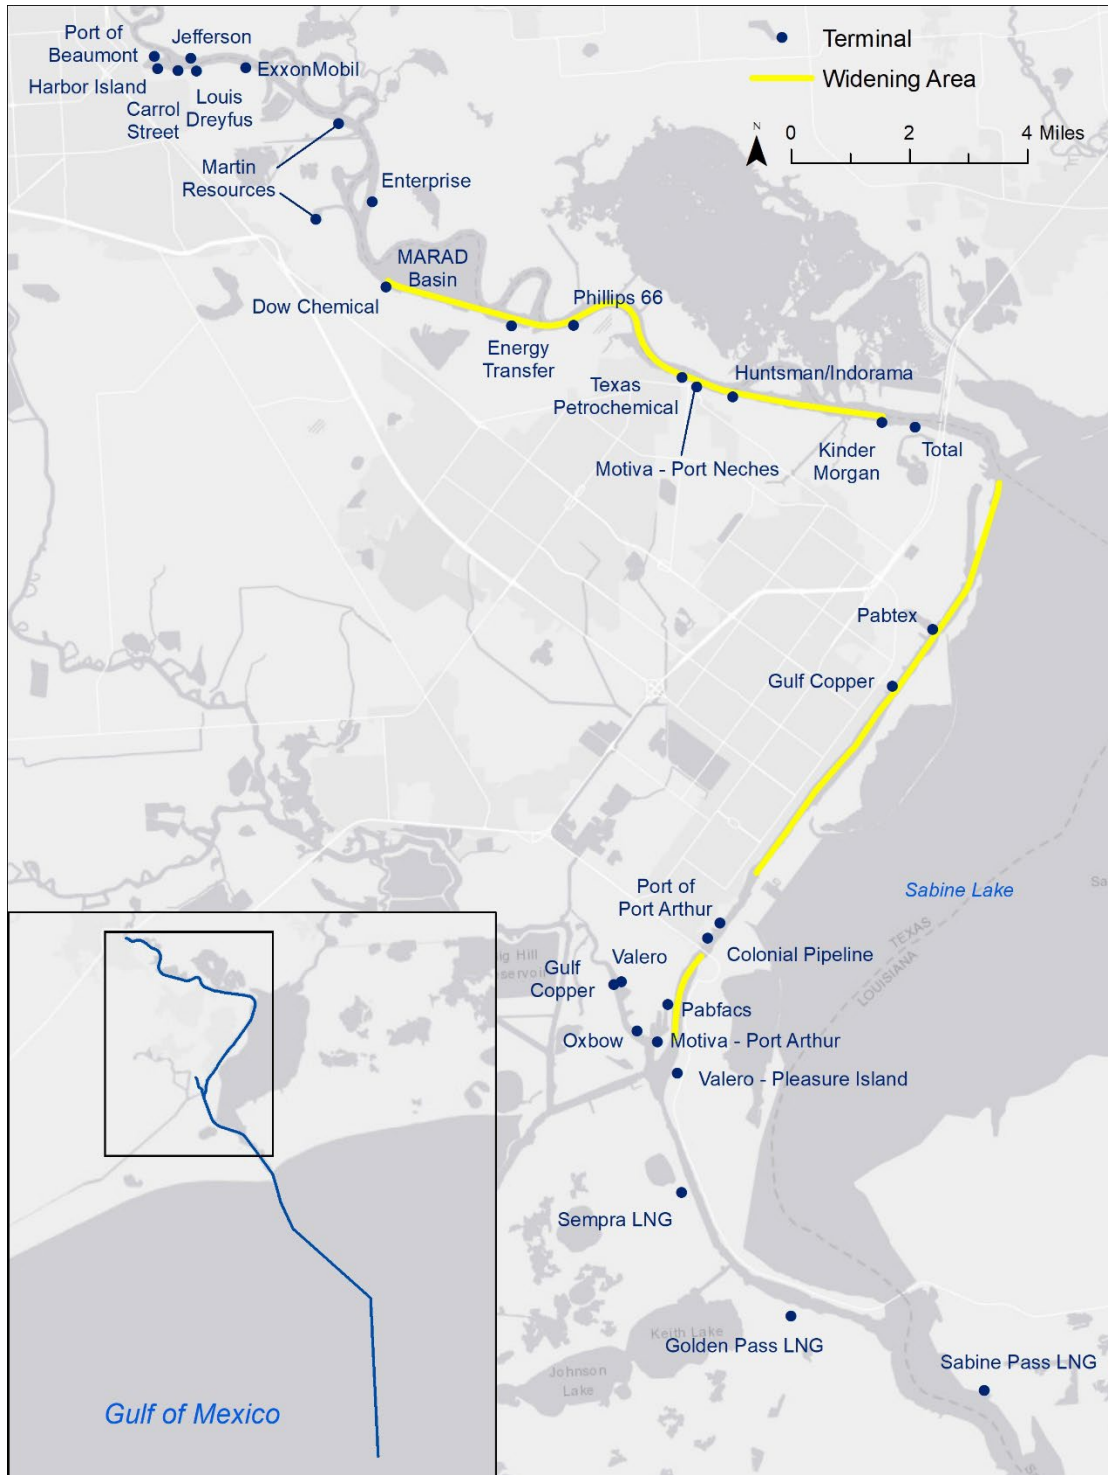 Port of
Beaumont
Jefferson
Harbor Island
Carrol
Street
Louis
Dreyfus
ExxonMobil
Terminal
Widening Area
N
0
2
4 Miles
Martin
Resources
Enterprise
MARAD
Basin
Dow Chemical
Phillips 66
Energy
Transfer
Texas
Petrochemical
Huntsman/Indorama
Motiva - Port Neches
Kinder
Morgan
Total
Pabtex
Gulf Copper
Sabine Lake
TEXAS
LOUISIANA
Port of
Port Arthur
Colonial Pipeline
Valero
Gulf
Copper
Pabfacs
Oxbow
Motiva - Port Arthur
Valero - Pleasure Island
Sempra LNG
Keith Lake
Golden Pass LNG
Johnson
Lake
Sabine Pass LNG
Gulf of Mexico